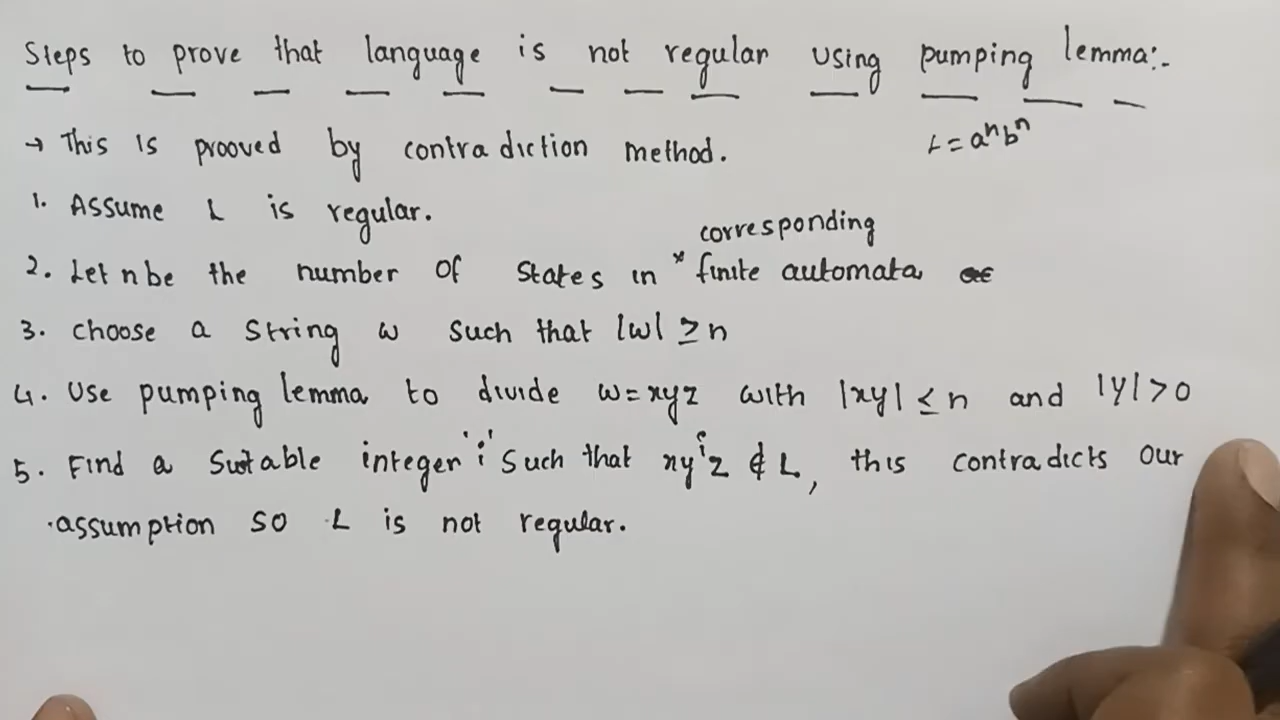 Steps to prove that language is not regular using pumping lemma:-
→ This is prooved by contradiction method.
L = aⁿbⁿ
1. Assume L is regular.
corresponding
2. Let n be the number of states in * finite automata
3. choose a string w such that |w| ≥ n
4. Use pumping lemma to divide w=xyz with |xy| ≤ n and |y| > 0
5. Find a suitable integer 'i' such that xyⁱz ∉ L, this contradicts our
assumption so L is not regular.